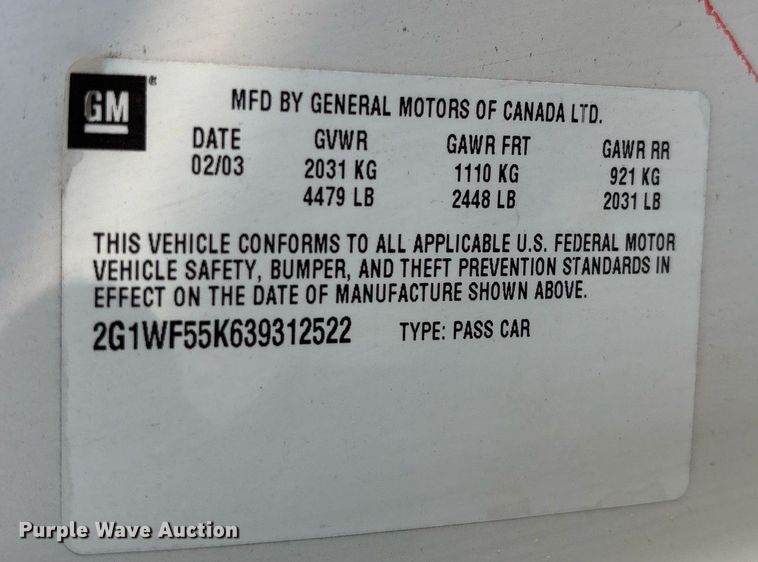 GM ®
MFD BY GENERAL MOTORS OF CANADA LTD.
DATE GVWR GAWR FRT GAWR RR
02/03 2031 KG 1110 KG 921 KG
4479 LB 2448 LB 2031 LB
THIS VEHICLE CONFORMS TO ALL APPLICABLE U.S. FEDERAL MOTOR
VEHICLE SAFETY, BUMPER, AND THEFT PREVENTION STANDARDS IN
EFFECT ON THE DATE OF MANUFACTURE SHOWN ABOVE.
2G1WF55K639312522 TYPE: PASS CAR
Purple Wave Auction